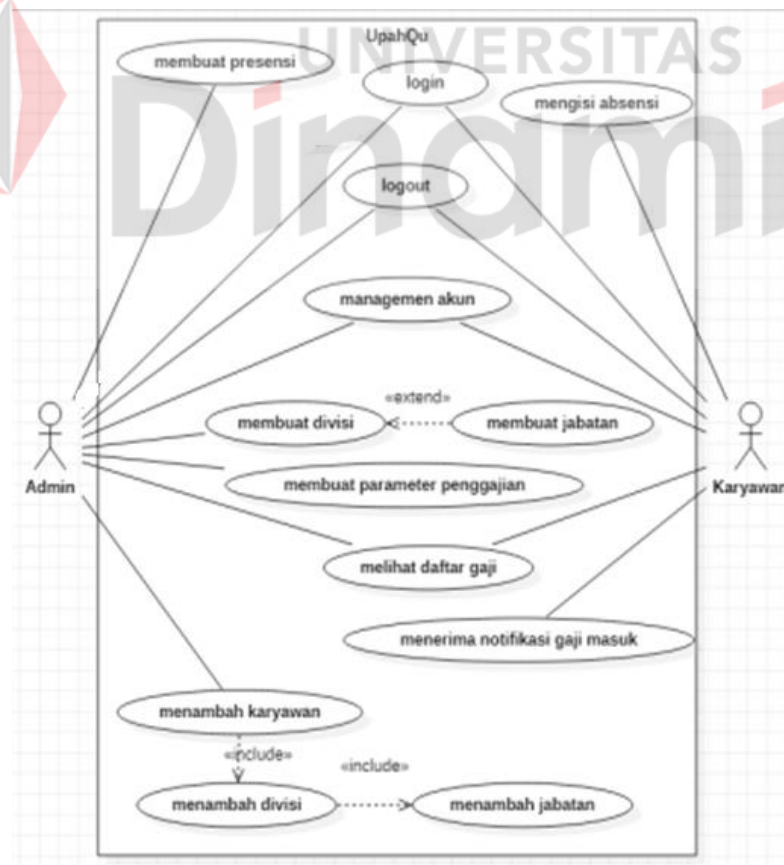 UNIVERSITAS
Dinami
UpahQu
membuat presensi
login
mengisi absensi
logout
managemen akun
«extend»
membuat divisi
membuat jabatan
Admin
Karyawan
membuat parameter penggajian
melihat daftar gaji
menerima notifikasi gaji masuk
menambah karyawan
«include»
«include»
menambah divisi
menambah jabatan